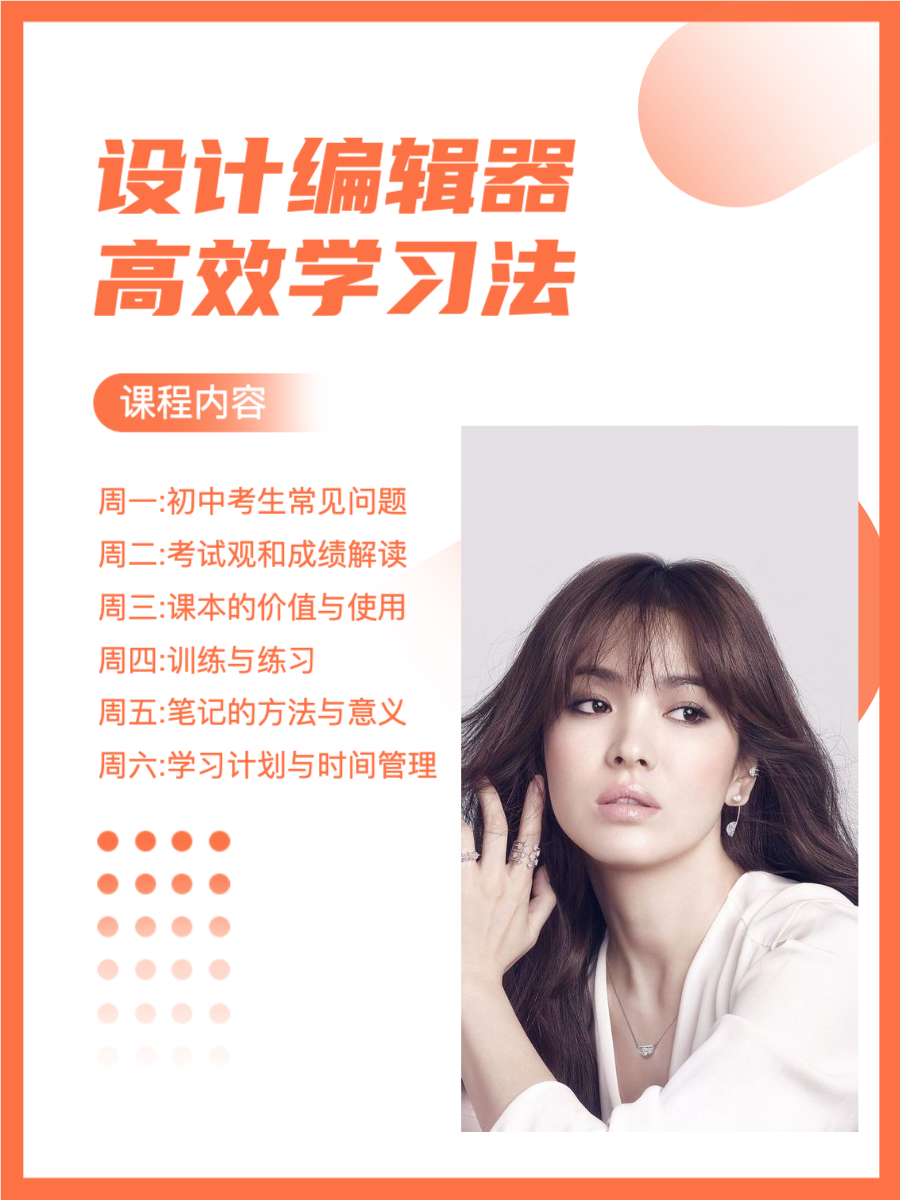 设计编辑器
高效学习法
课程内容
周一:初中考生常见问题
周二:考试观和成绩解读
周三:课本的价值与使用
周四:训练与练习
周五:笔记的方法与意义
周六:学习计划与时间管理